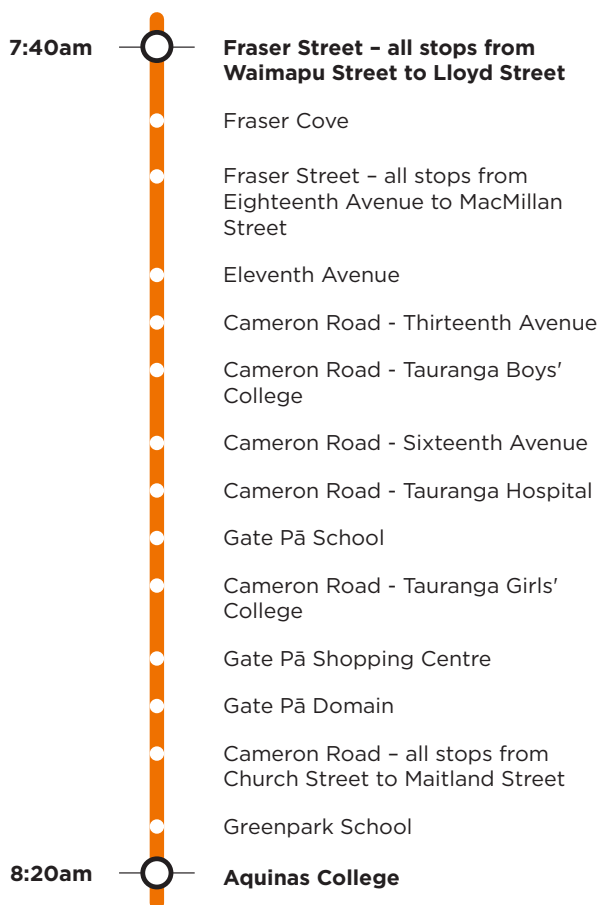 7:40am
Fraser Street – all stops from
Waimapu Street to Lloyd Street
Fraser Cove
Fraser Street – all stops from
Eighteenth Avenue to MacMillan
Street
Eleventh Avenue
Cameron Road - Thirteenth Avenue
Cameron Road - Tauranga Boys'
College
Cameron Road - Sixteenth Avenue
Cameron Road - Tauranga Hospital
Gate Pā School
Cameron Road - Tauranga Girls'
College
Gate Pā Shopping Centre
Gate Pā Domain
Cameron Road – all stops from
Church Street to Maitland Street
Greenpark School
8:20am
Aquinas College